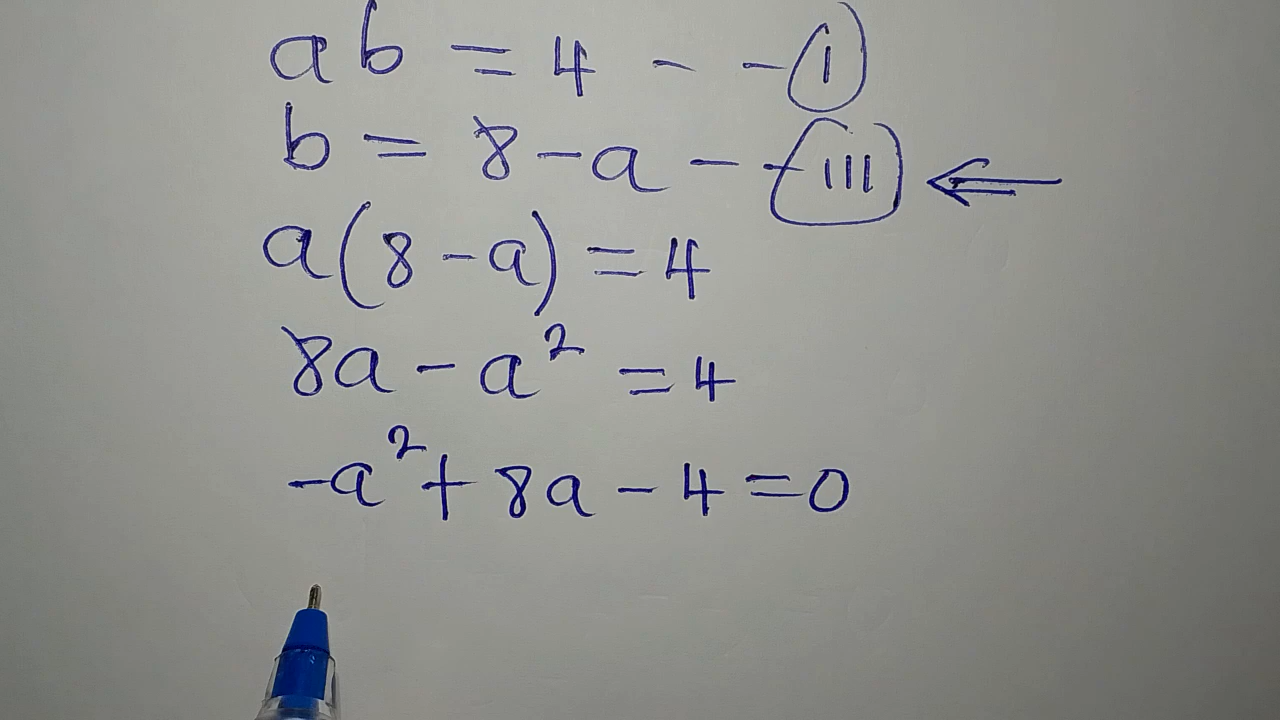 ab = 4 - - (I)
b = 8 - a - - (III) ⇐
a(8 - a) = 4
8a - a² = 4
-a² + 8a - 4 = 0